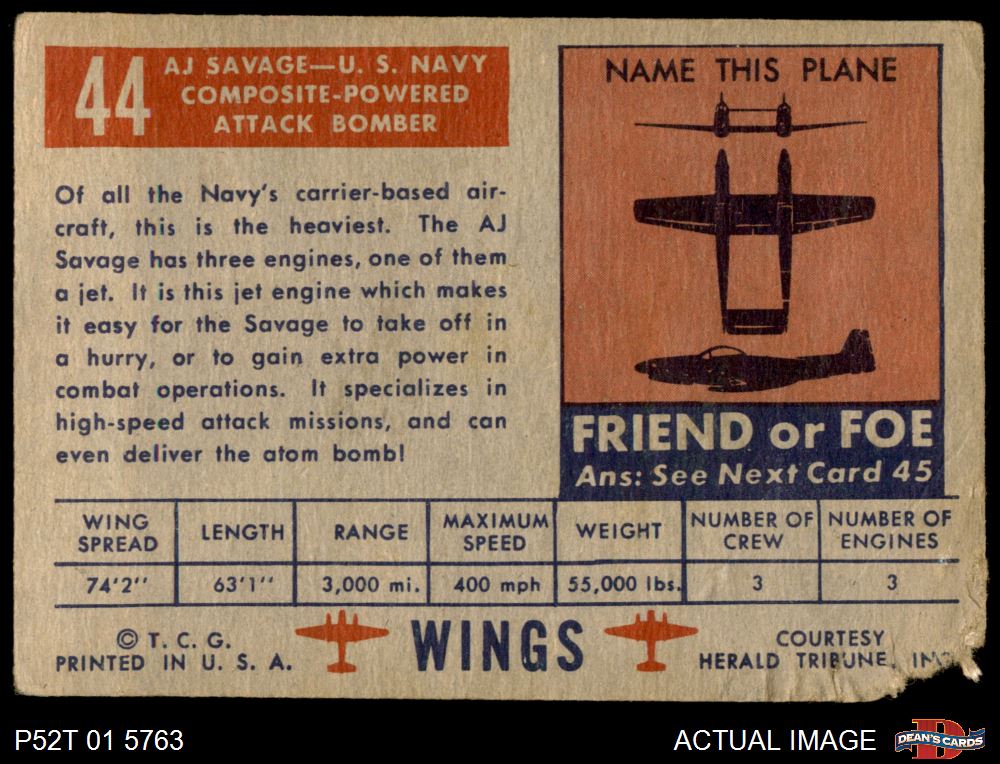 44
AJ SAVAGE—U. S. NAVY
COMPOSITE-POWERED
ATTACK BOMBER
Of all the Navy's carrier-based air-
craft, this is the heaviest. The AJ
Savage has three engines, one of them
a jet. It is this jet engine which makes
it easy for the Savage to take off in
a hurry, or to gain extra power in
combat operations. It specializes in
high-speed attack missions, and can
even deliver the atom bomb!
NAME THIS PLANE
FRIEND or FOE
Ans: See Next Card 45
WING SPREAD LENGTH RANGE MAXIMUM SPEED WEIGHT NUMBER OF CREW NUMBER OF ENGINES
74'2'' 63'1'' 3,000 mi. 400 mph 55,000 lbs. 3 3
© T. C. G.
PRINTED IN U. S. A.
WINGS
COURTESY
HERALD TRIBUNE,
P52T 01 5763
ACTUAL IMAGE
D
DEAN'S CARDS